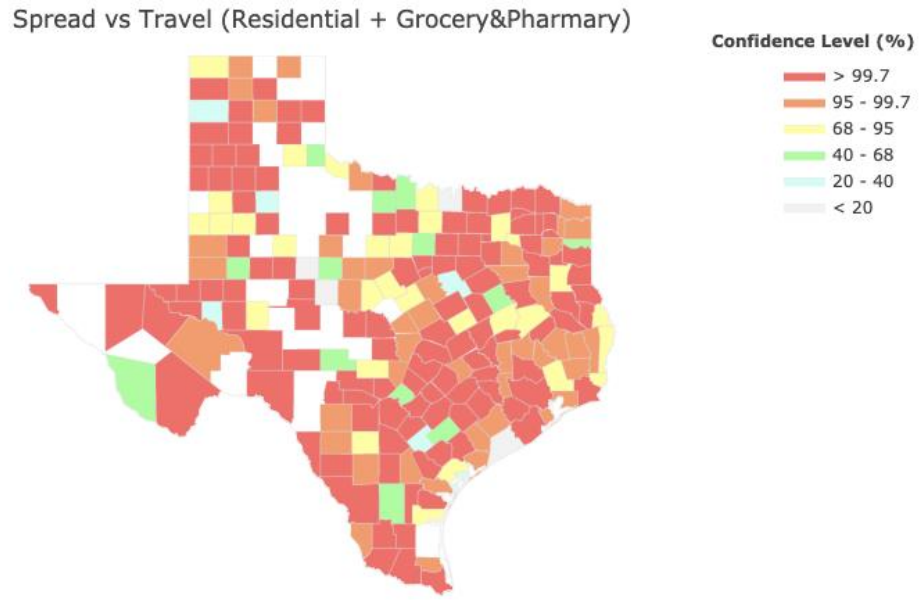 Spread vs Travel (Residential + Grocery&Pharmary)
Confidence Level (%)
> 99.7
95 - 99.7
68 - 95
40 - 68
20 - 40
< 20